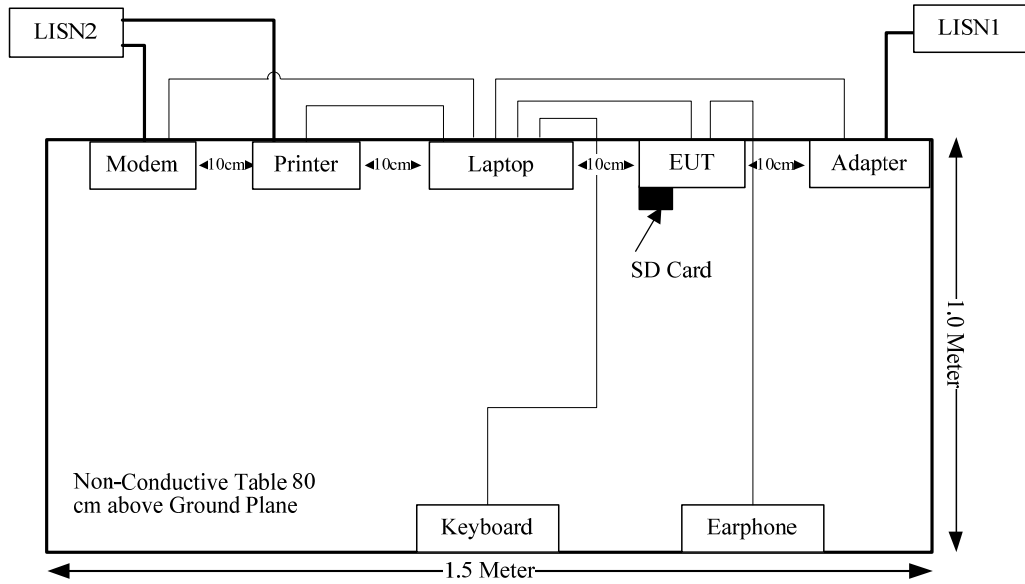 LISN2
LISN1
Modem
10cm
Printer
10cm
Laptop
10cm
EUT
10cm
Adapter
SD Card
1.0 Meter
Non-Conductive Table 80
cm above Ground Plane
Keyboard
Earphone
1.5 Meter